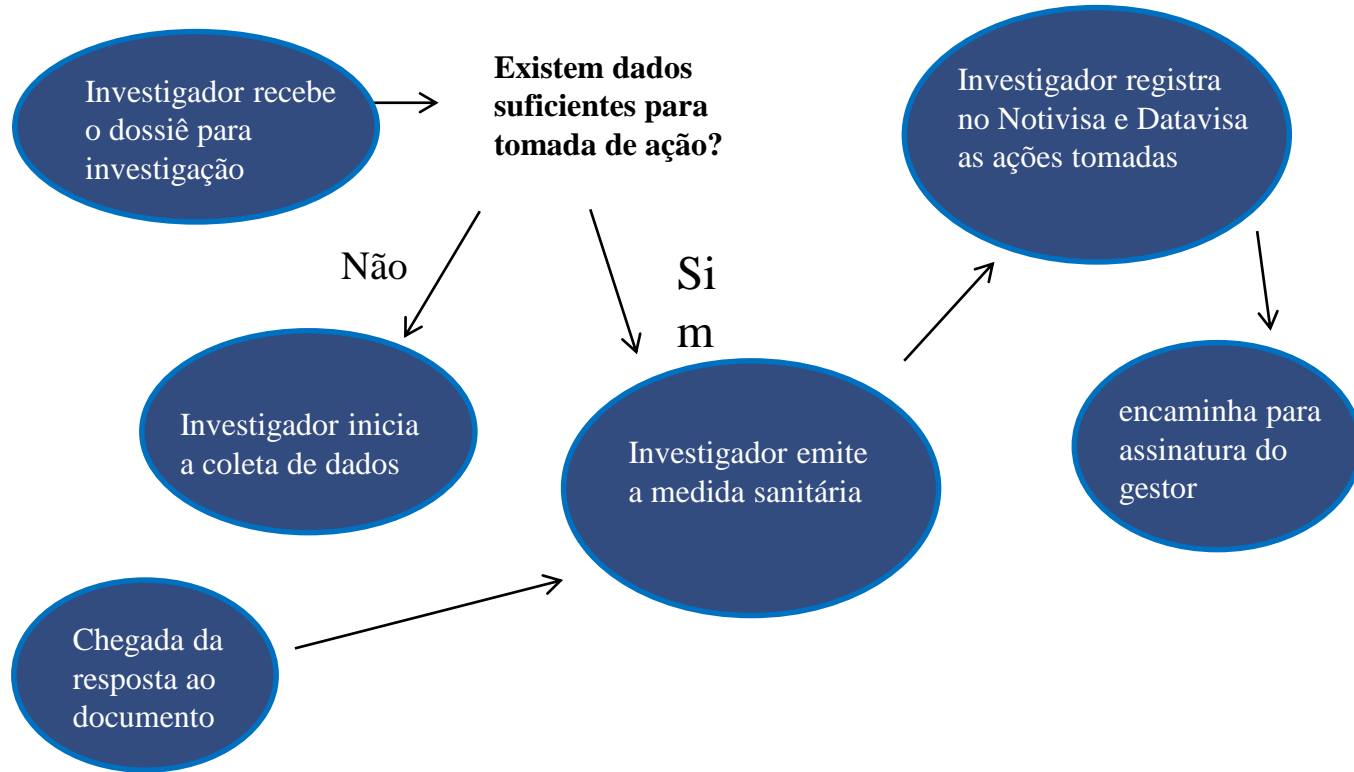 Investigador recebe
o dossiê para
investigação
Existem dados
suficientes para
tomada de ação?
Investigador registra
no Notivisa e Datavisa
as ações tomadas
Não
Si
m
Investigador inicia
a coleta de dados
Investigador emite
a medida sanitária
encaminha para
assinatura do
gestor
Chegada da
resposta ao
documento